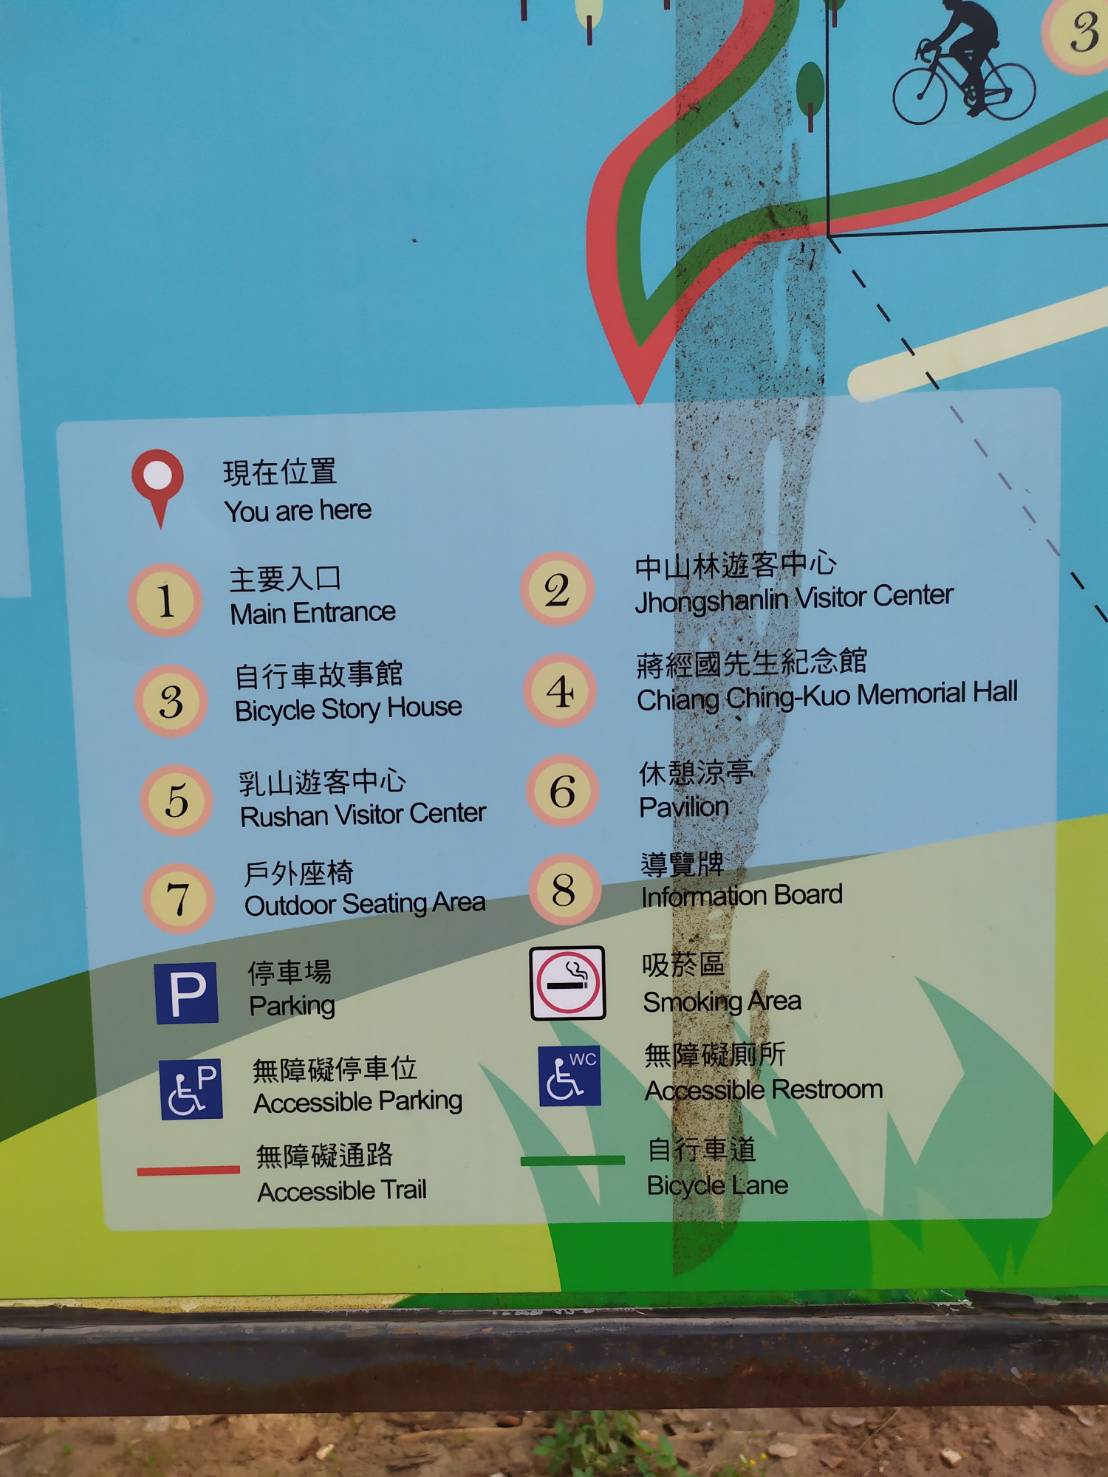 3
現在位置
You are here
1
主要入口
Main Entrance
2
中山林遊客中心
Jhongshanlin Visitor Center
3
自行車故事館
Bicycle Story House
4
蔣經國先生紀念館
Chiang Ching-Kuo Memorial Hall
5
乳山遊客中心
Rushan Visitor Center
6
休憩涼亭
Pavilion
7
戶外座椅
Outdoor Seating Area
8
導覽牌
Information Board
P
停車場
Parking
吸菸區
Smoking Area
P
無障礙停車位
Accessible Parking
WC
無障礙廁所
Accessible Restroom
無障礙通路
Accessible Trail
自行車道
Bicycle Lane